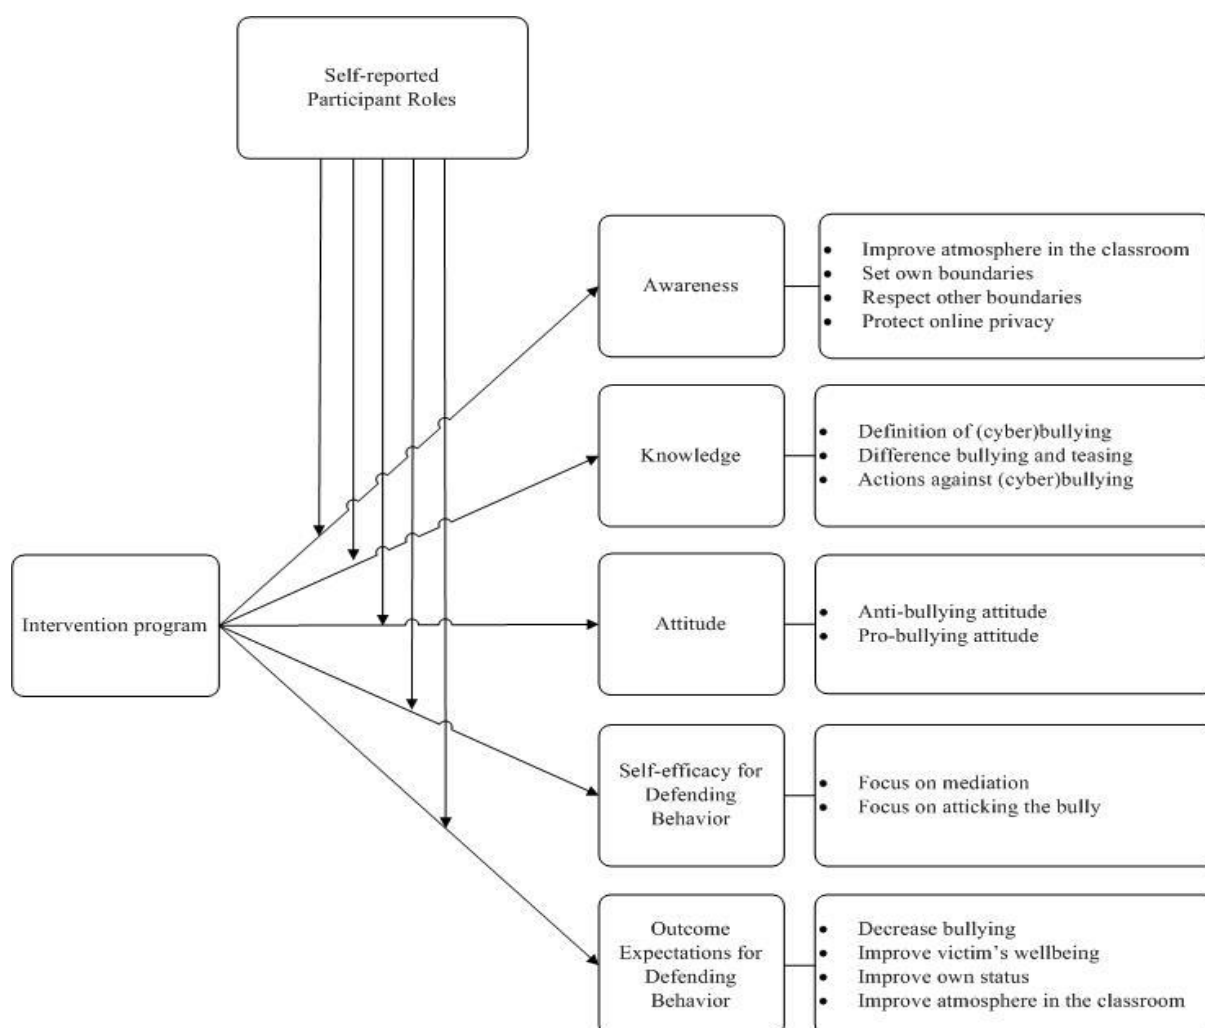 Self-reported
Participant Roles
Awareness
• Improve atmosphere in the classroom
• Set own boundaries
• Respect other boundaries
• Protect online privacy
Knowledge
• Definition of (cyber)bullying
• Difference bullying and teasing
• Actions against (cyber)bullying
Intervention program
Attitude
• Anti-bullying attitude
• Pro-bullying attitude
Self-efficacy for
Defending
Behavior
• Focus on mediation
• Focus on atticking the bully
Outcome
Expectations for
Defending
Behavior
• Decrease bullying
• Improve victim's wellbeing
• Improve own status
• Improve atmosphere in the classroom